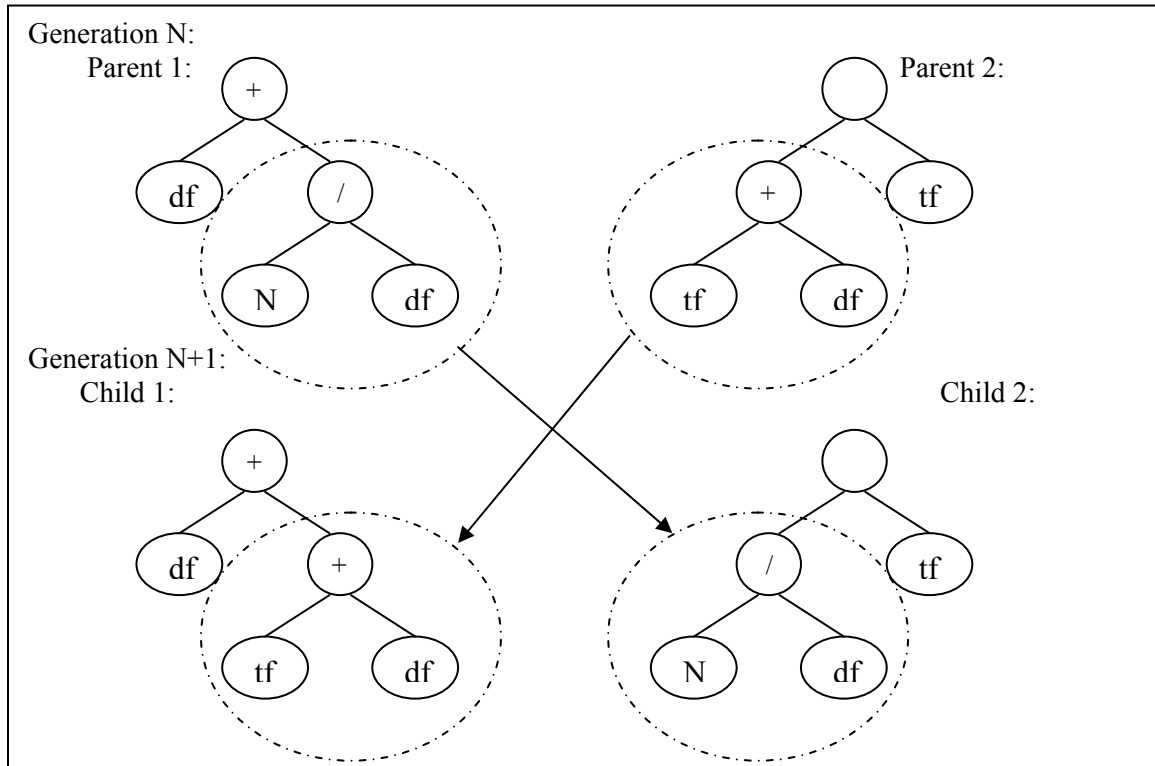 Generation N:
Parent 1:
Parent 2:
+
df
/
+
tf
N
df
tf
df
Generation N+1:
Child 1:
Child 2:
+
df
+
/
tf
tf
df
N
df